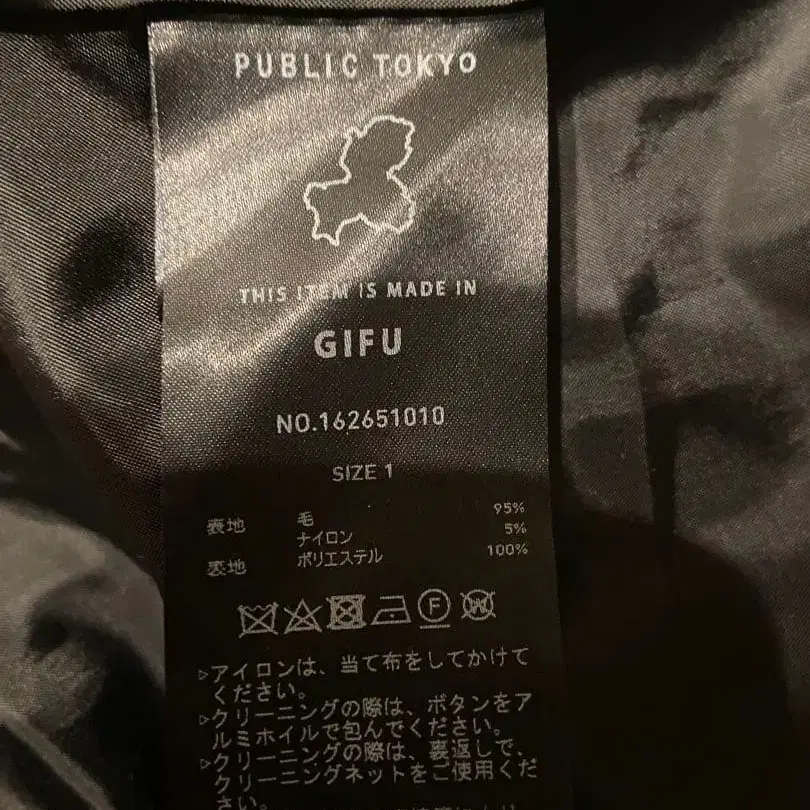 PUBLIC TOKYO
THIS ITEM IS MADE IN
GIFU
NO.162651010
SIZE 1
表地 毛 95%
ナイロン 5%
裏地 ポリエステル 100%
F W
▷アイロンは、当て布をしてかけて
ください。
▷クリーニングの際は、ボタンをア
ルミホイルで包んでください。
▷クリーニングの際は、裏返しで、
クリーニングネットをご使用くだ
さい。